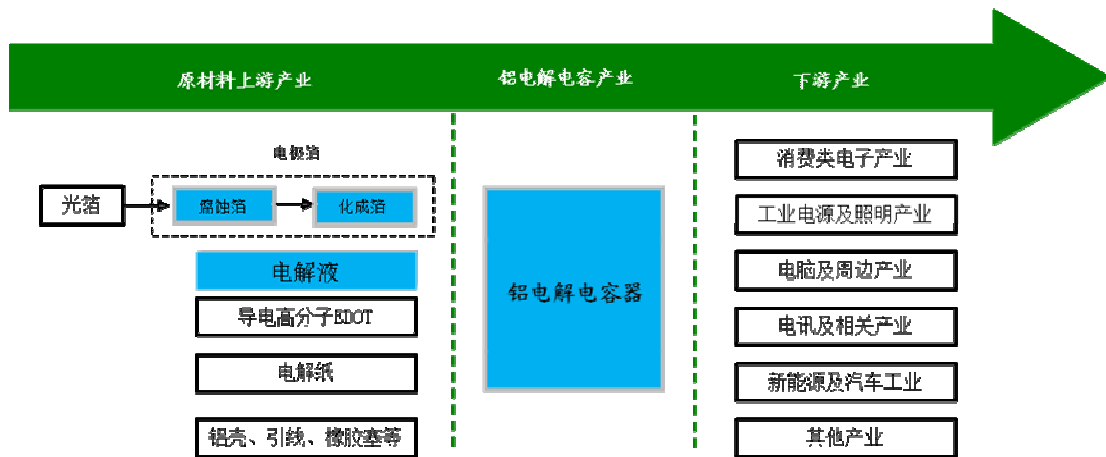 原材料上游产业
铝电解电容产业
下游产业
电极箔
光箔
腐蚀箔
化成箔
电解液
导电高分子EDOT
电解纸
铝壳、引线、橡胶塞等
铝电解电容器
消费类电子产业
工业电源及照明产业
电脑及周边产业
电讯及相关产业
新能源及汽车工业
其他产业